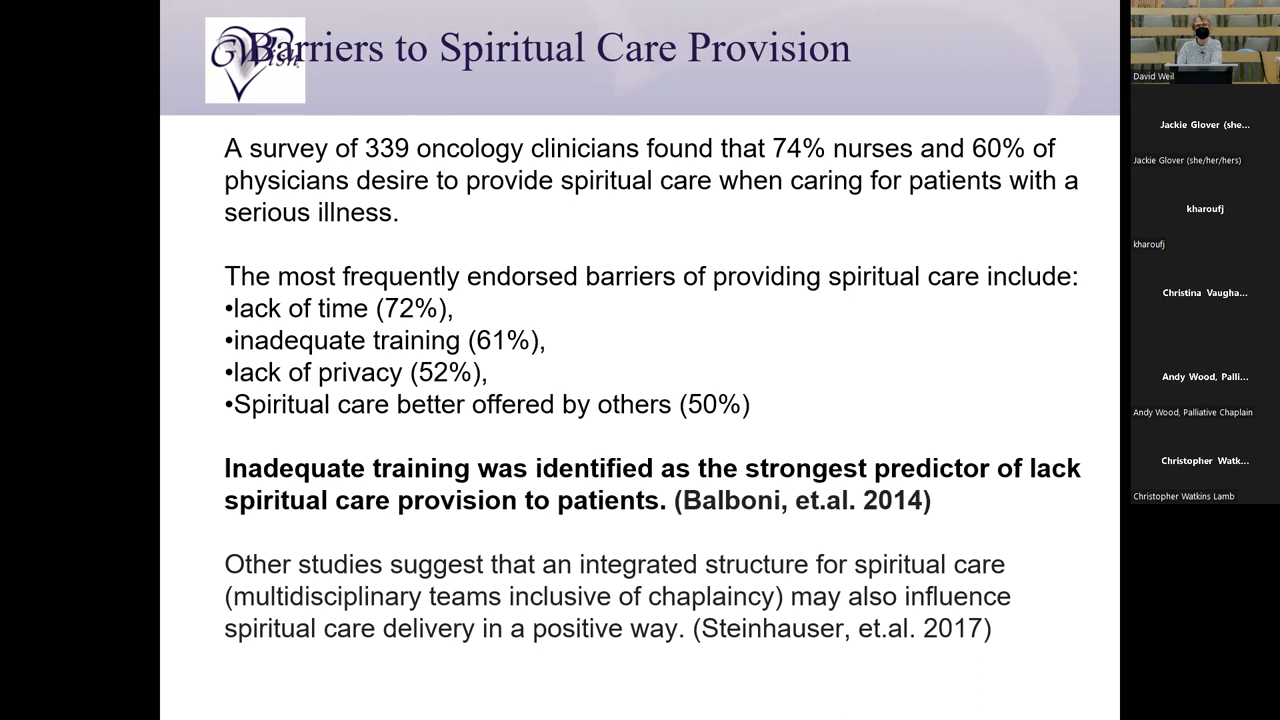 GWish
Barriers to Spiritual Care Provision
A survey of 339 oncology clinicians found that 74% nurses and 60% of
physicians desire to provide spiritual care when caring for patients with a
serious illness.
The most frequently endorsed barriers of providing spiritual care include:
•lack of time (72%),
•inadequate training (61%),
•lack of privacy (52%),
•Spiritual care better offered by others (50%)
Inadequate training was identified as the strongest predictor of lack
spiritual care provision to patients. (Balboni, et.al. 2014)
Other studies suggest that an integrated structure for spiritual care
(multidisciplinary teams inclusive of chaplaincy) may also influence
spiritual care delivery in a positive way. (Steinhauser, et.al. 2017)
David Weil
Jackie Glover (she...
Jackie Glover (she/her/hers)
kharoufj
kharoufj
Christina Vaugha...
Andy Wood, Palli...
Andy Wood, Palliative Chaplain
Christopher Watk...
Christopher Watkins Lamb